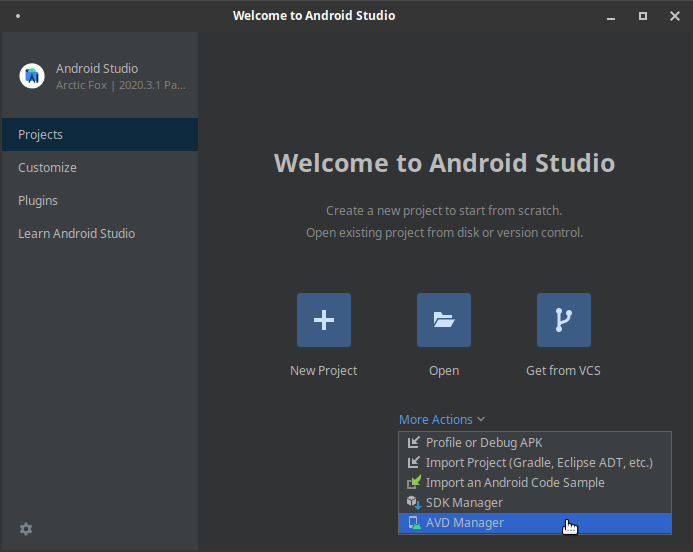 Welcome to Android Studio
Android Studio
Arctic Fox | 2020.3.1 Pa...
Projects
Customize
Plugins
Learn Android Studio
Welcome to Android Studio
Create a new project to start from scratch.
Open existing project from disk or version control.
New Project
Open
Get from VCS
More Actions
Profile or Debug APK
Import Project (Gradle, Eclipse ADT, etc.)
Import an Android Code Sample
SDK Manager
AVD Manager